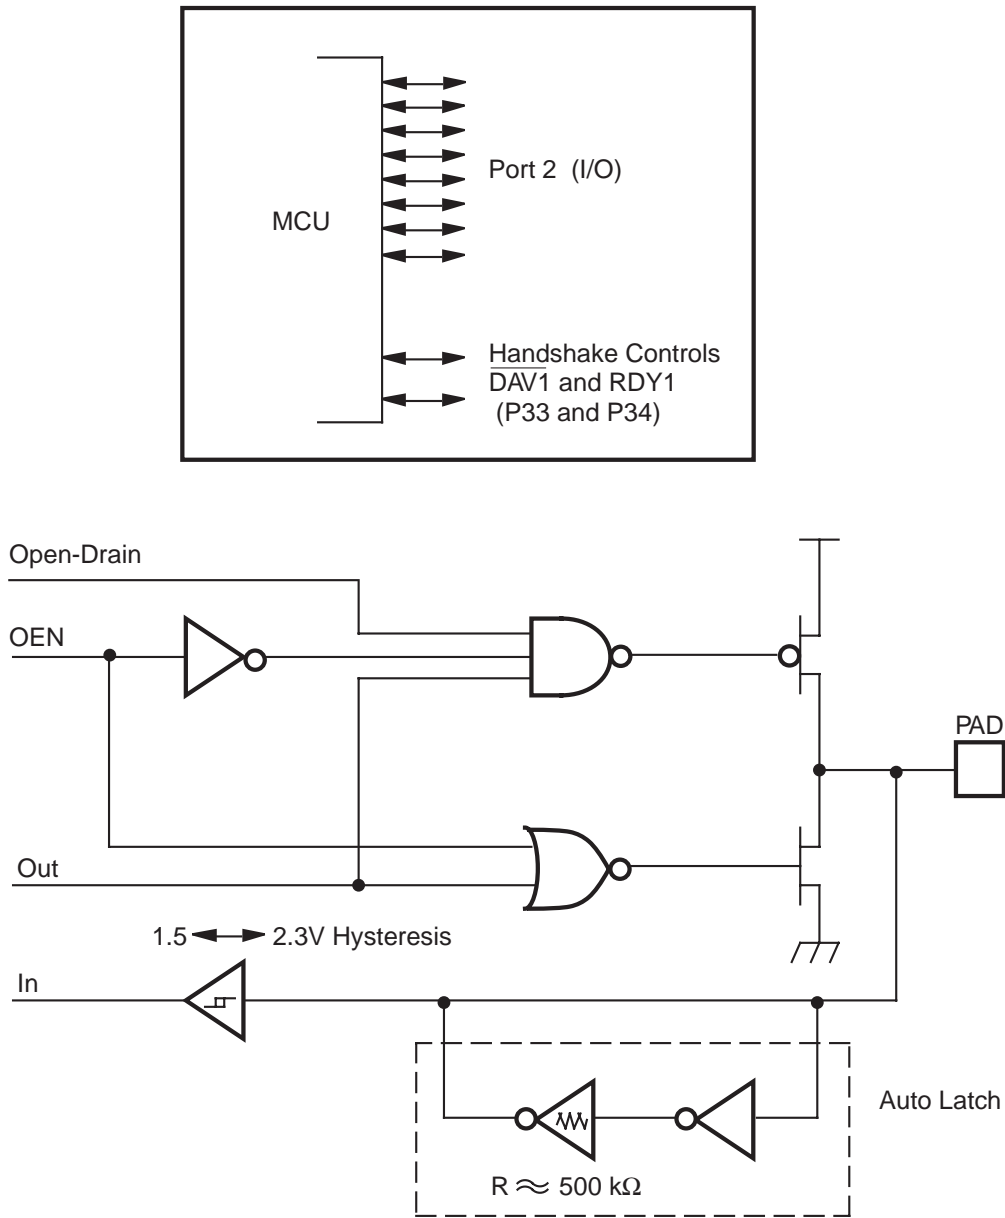 MCU
Port 2 (I/O)
Handshake Controls
D̅A̅V̅1̅ and RDY1
(P33 and P34)
Open-Drain
OEN
PAD
Out
1.5 ↔ 2.3V Hysteresis
In
Auto Latch
R ≈ 500 kΩ